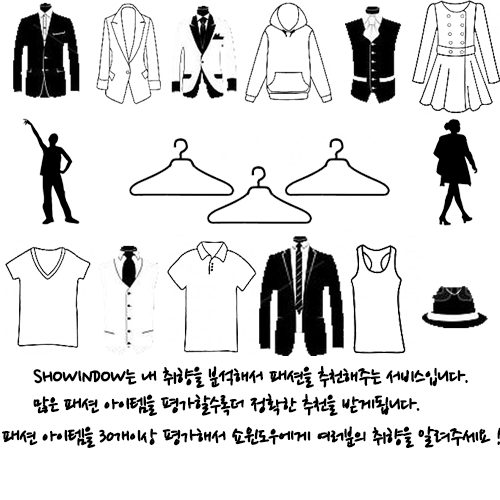 SHOWINDOW는 내 취향을 분석해서 패션을 추천해주는 서비스입니다.
많은 패션 아이템을 평가할수록더 정확한 추천을 받게됩니다.
패션 아이템을 30개이상 평가해서 쇼윈도우에게 여러분의 취향을 알려주세요 !